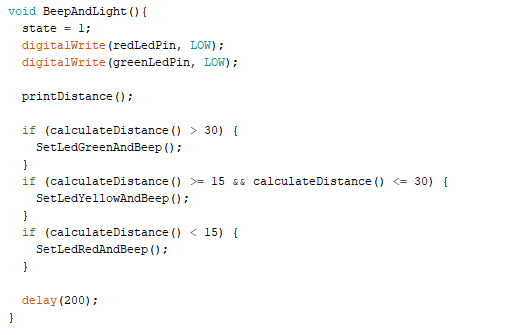 void BeepAndLight(){
  state = 1;
  digitalWrite(redLedPin, LOW);
  digitalWrite(greenLedPin, LOW);

  printDistance();

  if (calculateDistance() > 30) {
    SetLedGreenAndBeep();
  }
  if (calculateDistance() >= 15 && calculateDistance() <= 30) {
    SetLedYellowAndBeep();
  }
  if (calculateDistance() < 15) {
    SetLedRedAndBeep();
  }

  delay(200);
}